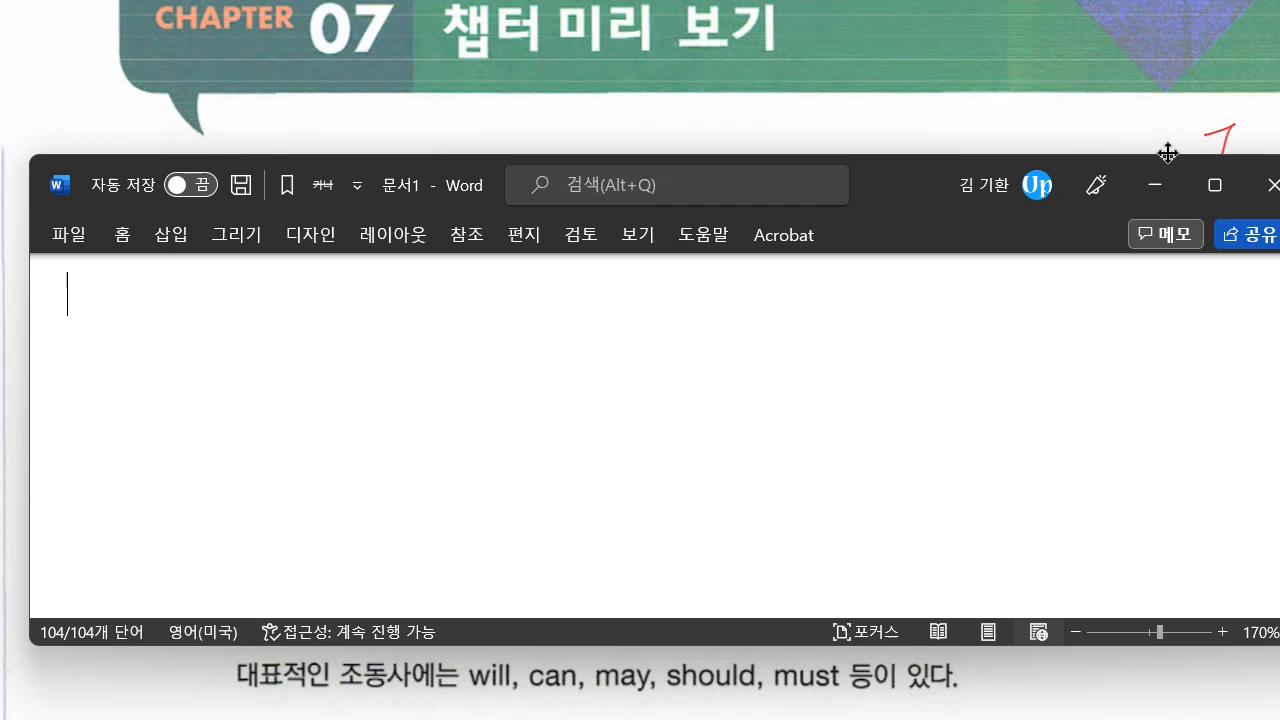 CHAPTER 07 챕터 미리 보기
자동 저장 끔 가나 문서1 - Word 검색(Alt+Q) 김 기환 Up
파일 홈 삽입 그리기 디자인 레이아웃 참조 편지 검토 보기 도움말 Acrobat 메모 공유
104/104개 단어 영어(미국) 접근성: 계속 진행 가능 포커스 170%
대표적인 조동사에는 will, can, may, should, must 등이 있다.